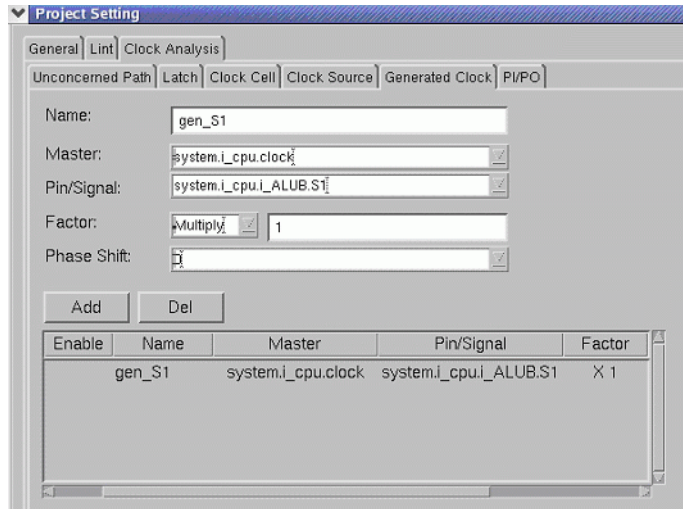 Project Setting
General Lint Clock Analysis
Unconcerned Path Latch Clock Cell Clock Source Generated Clock PI/PO
Name: gen_S1
Master: system.i_cpu.clock
Pin/Signal: system.i_cpu.i_ALUB.S1
Factor: Multiply 1
Phase Shift:
Add Del
Enable Name Master Pin/Signal Factor
gen_S1 system.i_cpu.clock system.i_cpu.i_ALUB.S1 X 1